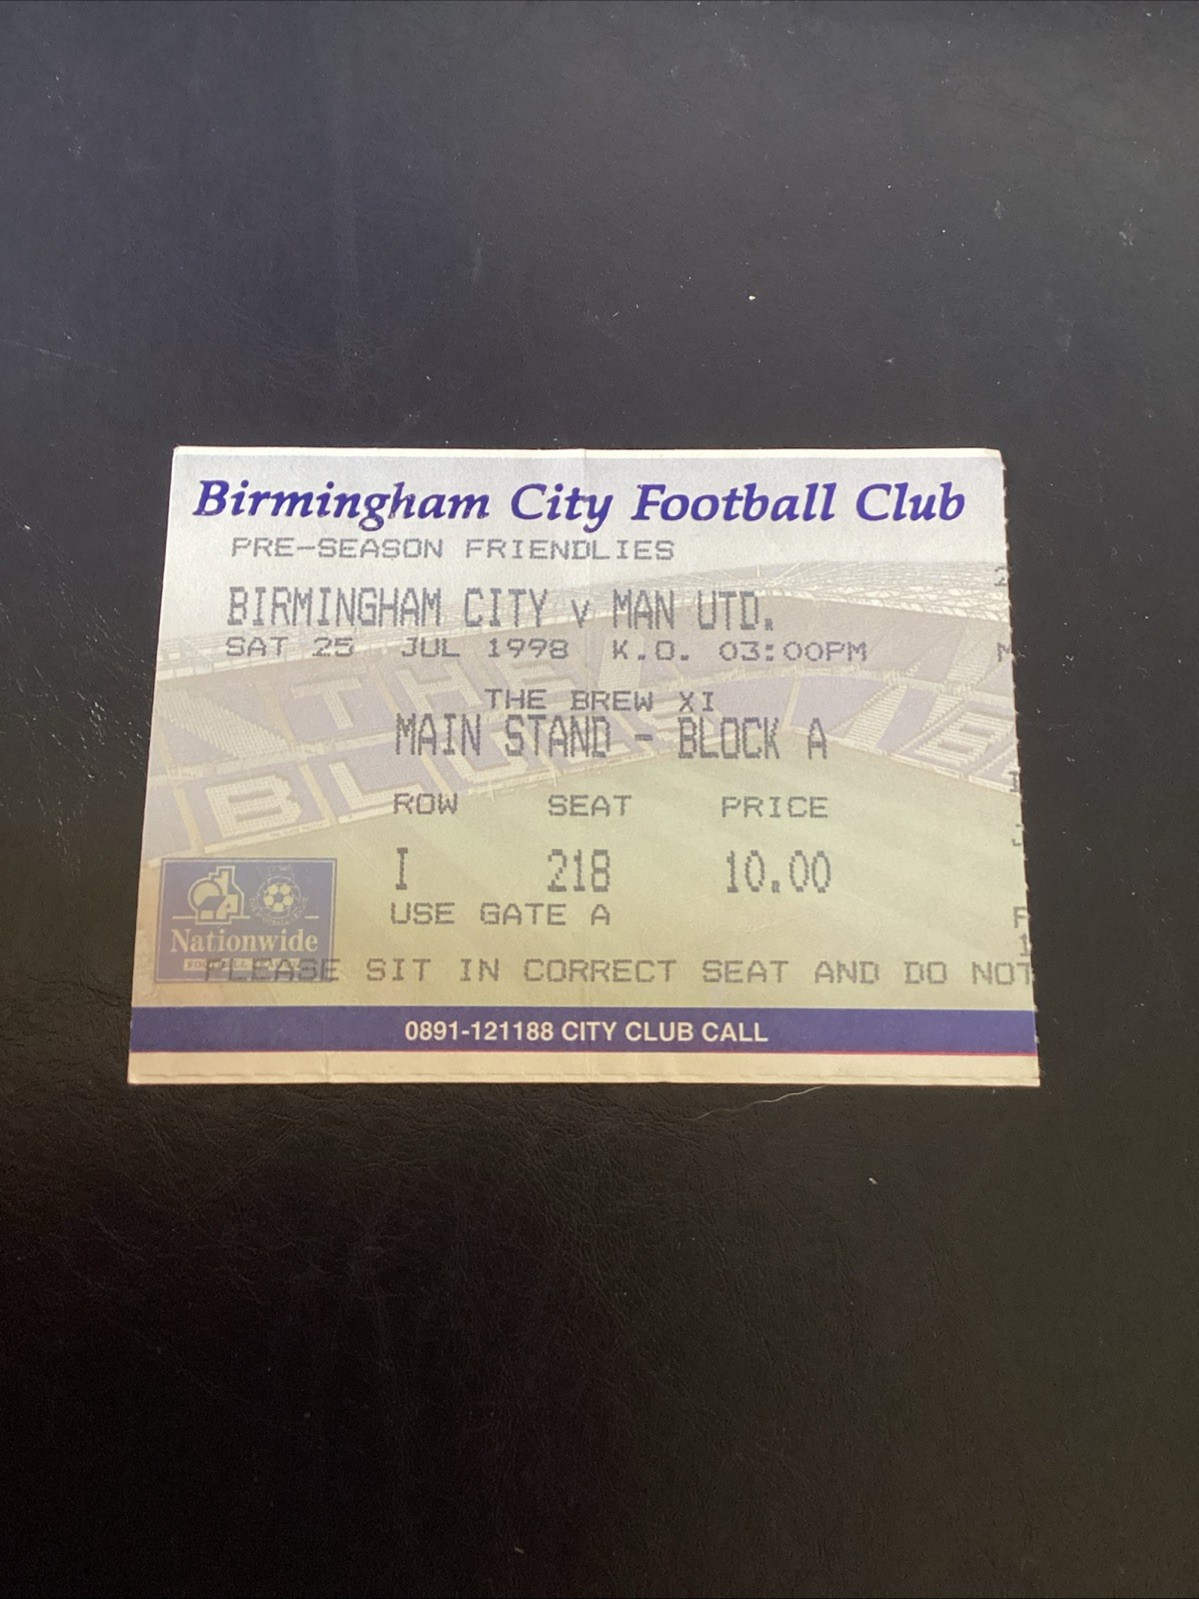 Birmingham City Football Club
PRE-SEASON FRIENDLIES
BIRMINGHAM CITY v MAN UTD.
SAT 25 JUL 1998 K.O. 03:00PM
THE BREW XI
MAIN STAND - BLOCK A
ROW SEAT PRICE
I 218 10.00
USE GATE A
Nationwide
PLEASE SIT IN CORRECT SEAT AND DO NOT
0891-121188 CITY CLUB CALL
THE
BLUES